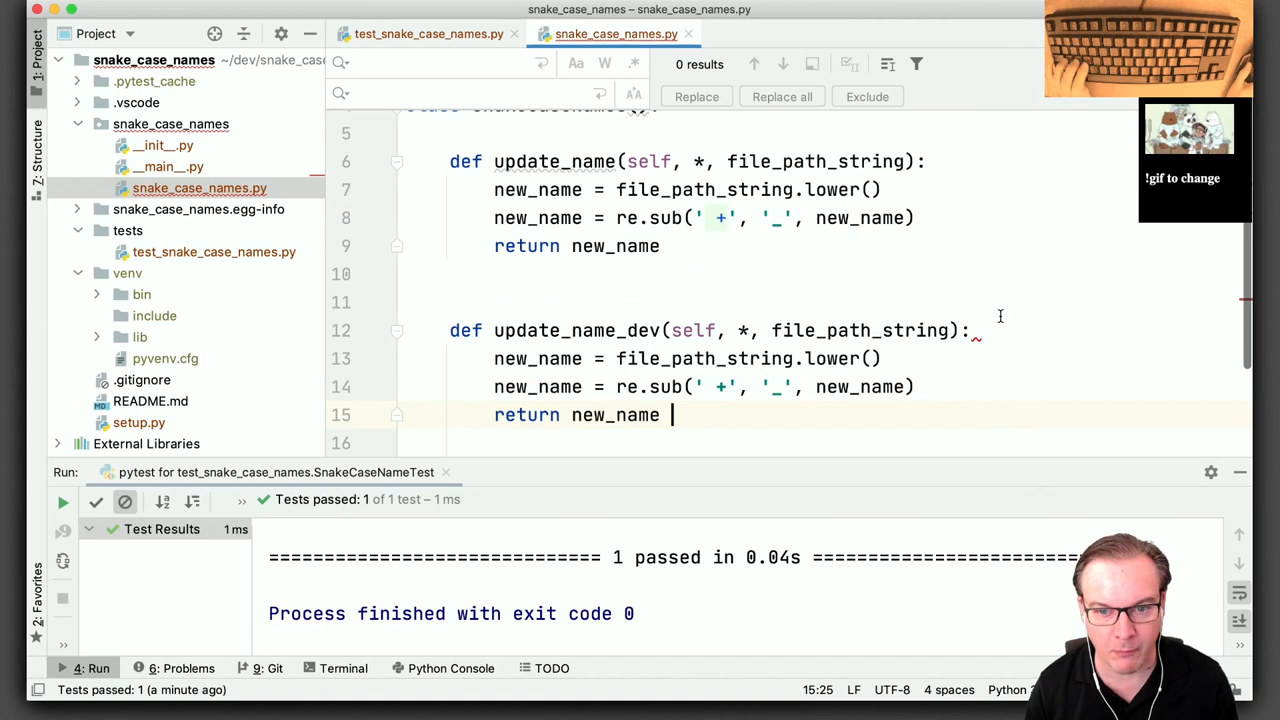 snake_case_names – snake_case_names.py
Project
test_snake_case_names.py
snake_case_names.py
1: Project
Z: Structure
2: Favorites
snake_case_names ~/dev/snake_cas
.pytest_cache
.vscode
snake_case_names
__init__.py
__main__.py
snake_case_names.py
snake_case_names.egg-info
tests
test_snake_case_names.py
venv
bin
include
lib
pyvenv.cfg
.gitignore
README.md
setup.py
External Libraries
Aa W .* 0 results
Replace Replace all Exclude
5
6 def update_name(self, *, file_path_string):
7 new_name = file_path_string.lower()
8 new_name = re.sub(' +', '_', new_name)
9 return new_name
10
11
12 def update_name_dev(self, *, file_path_string):
13 new_name = file_path_string.lower()
14 new_name = re.sub(' +', '_', new_name)
15 return new_name
16
!gif to change
Run: pytest for test_snake_case_names.SnakeCaseNameTest
Tests passed: 1 of 1 test – 1 ms
Test Results 1 ms
============================ 1 passed in 0.04s ============================
Process finished with exit code 0
4: Run 6: Problems 9: Git Terminal Python Console TODO
Tests passed: 1 (a minute ago) 15:25 LF UTF-8 4 spaces Python